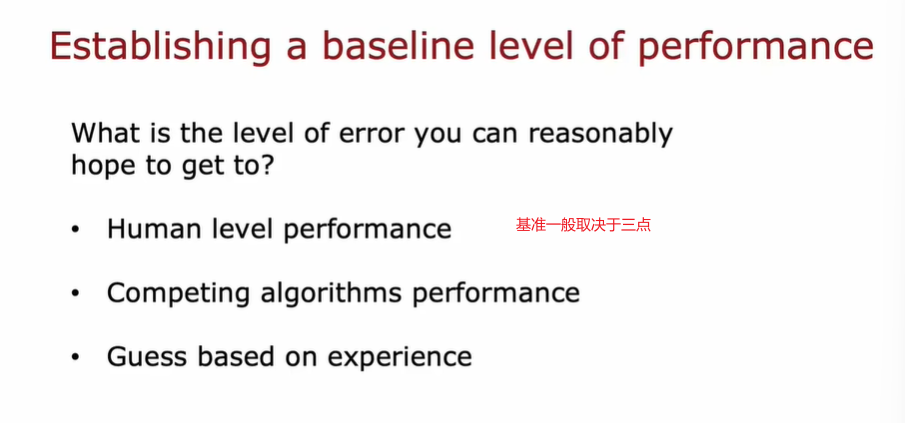 Establishing a baseline level of performance
What is the level of error you can reasonably
hope to get to?
• Human level performance
基准一般取决于三点
• Competing algorithms performance
• Guess based on experience